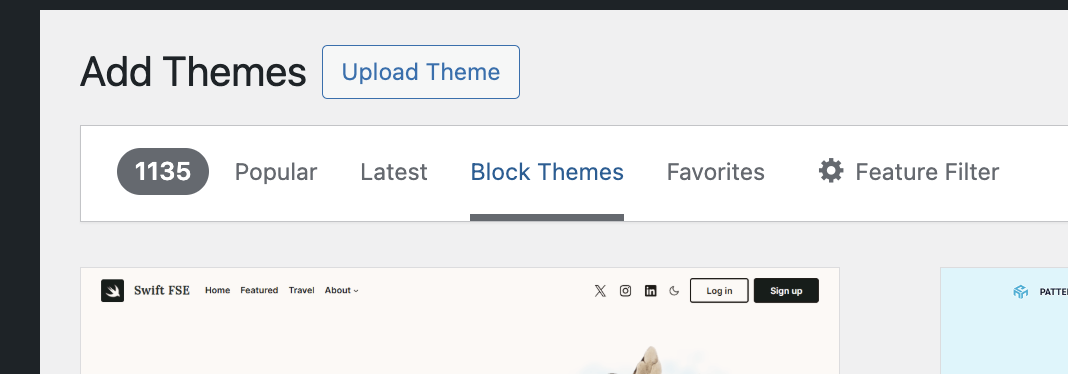 Add Themes Upload Theme
1135 Popular Latest Block Themes Favorites Feature Filter
Swift FSE Home Featured Travel About Log in Sign up